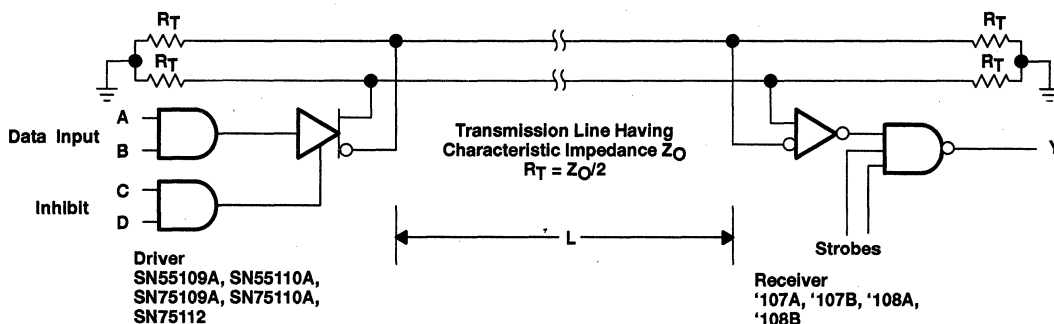 RT
RT
RT
RT
A
Data Input
B
C
Inhibit
D
Transmission Line Having
Characteristic Impedance ZO
RT = ZO/2
L
Y
Strobes
Driver
SN55109A, SN55110A,
SN75109A, SN75110A,
SN75112
Receiver
'107A, '107B, '108A,
'108B